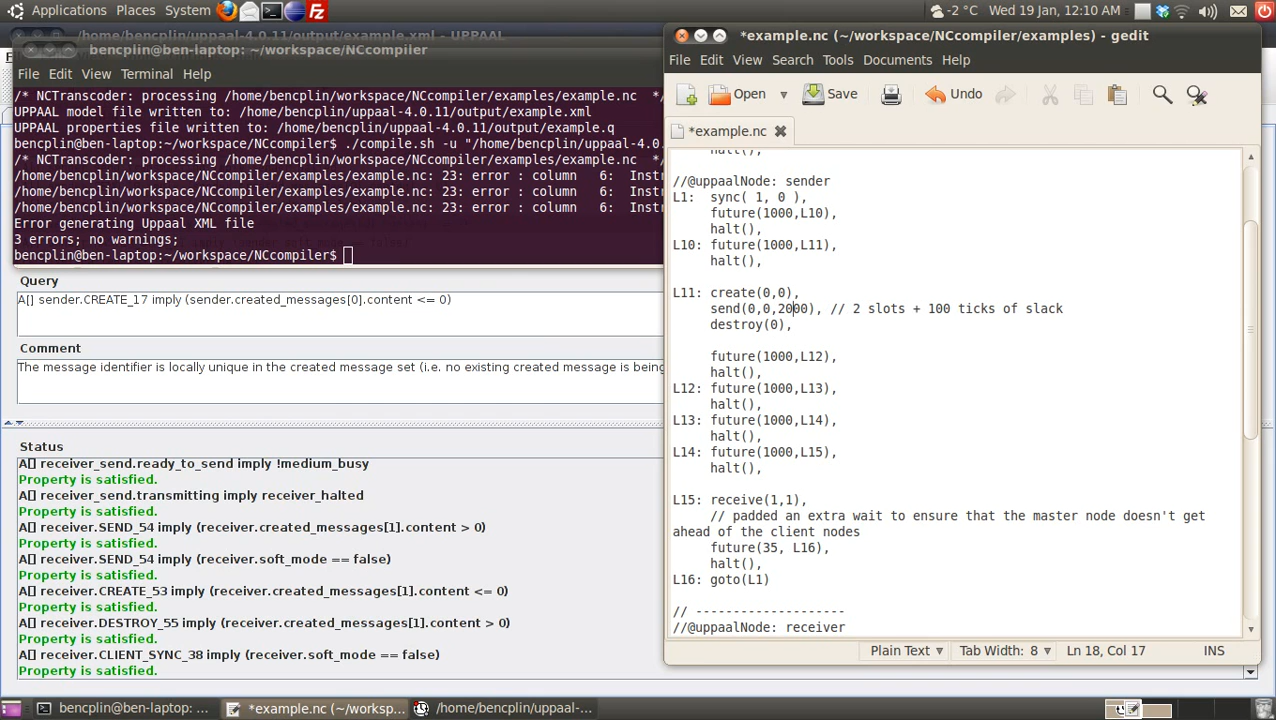 Applications Places System
-2 °C Wed 19 Jan, 12:10 AM
/home/bencplin/uppaal-4.0.11/output/example.xml - UPPAAL
bencplin@ben-laptop: ~/workspace/NCcompiler
File Edit View Terminal Help
/* NCTranscoder: processing /home/bencplin/workspace/NCcompiler/examples/example.nc */
UPPAAL model file written to: /home/bencplin/uppaal-4.0.11/output/example.xml
UPPAAL properties file written to: /home/bencplin/uppaal-4.0.11/output/example.q
bencplin@ben-laptop:~/workspace/NCcompiler$ ./compile.sh -u "/home/bencplin/uppaal-4.0.
/* NCTranscoder: processing /home/bencplin/workspace/NCcompiler/examples/example.nc */
/home/bencplin/workspace/NCcompiler/examples/example.nc: 23: error : column 6: Instr
/home/bencplin/workspace/NCcompiler/examples/example.nc: 23: error : column 6: Instr
/home/bencplin/workspace/NCcompiler/examples/example.nc: 23: error : column 6: Instr
Error generating Uppaal XML file
3 errors; no warnings;
bencplin@ben-laptop:~/workspace/NCcompiler$
Query
A[] sender.CREATE_17 imply (sender.created_messages[0].content <= 0)
Comment
The message identifier is locally unique in the created message set (i.e. no existing created message is being
Status
A[] receiver_send.ready_to_send imply !medium_busy
Property is satisfied.
A[] receiver_send.transmitting imply receiver_halted
Property is satisfied.
A[] receiver.SEND_54 imply (receiver.created_messages[1].content > 0)
Property is satisfied.
A[] receiver.SEND_54 imply (receiver.soft_mode == false)
Property is satisfied.
A[] receiver.CREATE_53 imply (receiver.created_messages[1].content <= 0)
Property is satisfied.
A[] receiver.DESTROY_55 imply (receiver.created_messages[1].content > 0)
Property is satisfied.
A[] receiver.CLIENT_SYNC_38 imply (receiver.soft_mode == false)
Property is satisfied.
*example.nc (~/workspace/NCcompiler/examples) - gedit
File Edit View Search Tools Documents Help
Open Save Undo
*example.nc
halt(),
//@uppaalNode: sender
L1: sync( 1, 0 ),
future(1000,L10),
halt(),
L10: future(1000,L11),
halt(),
L11: create(0,0),
send(0,0,2000), // 2 slots + 100 ticks of slack
destroy(0),
future(1000,L12),
halt(),
L12: future(1000,L13),
halt(),
L13: future(1000,L14),
halt(),
L14: future(1000,L15),
halt(),
L15: receive(1,1),
// padded an extra wait to ensure that the master node doesn't get
ahead of the client nodes
future(35, L16),
halt(),
L16: goto(L1)
// --------------------
//@uppaalNode: receiver
Plain Text Tab Width: 8 Ln 18, Col 17 INS
bencplin@ben-laptop: ... *example.nc (~/worksp... /home/bencplin/uppaal-...